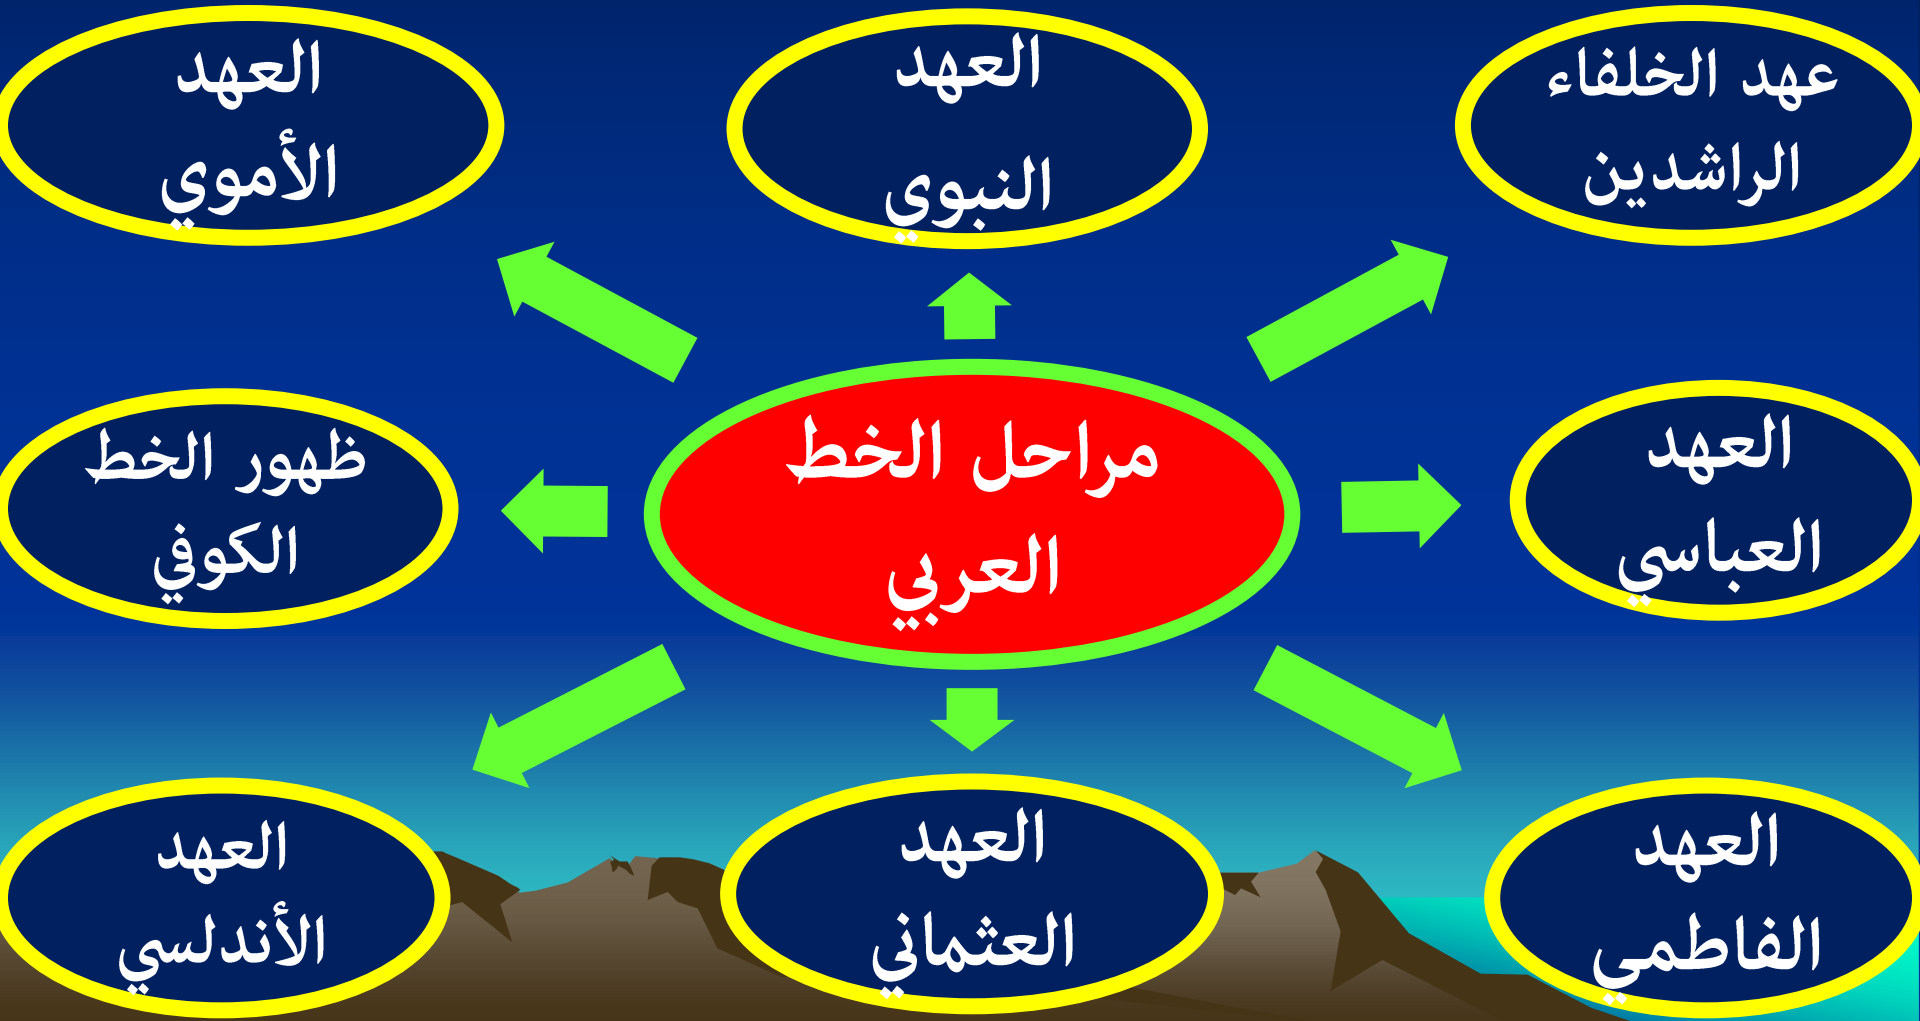 عهد الخلفاء
الراشدين
العهد
النبوي
العهد
الأموي
العهد
العباسي
مراحل الخط
العربي
ظهور الخط
الكوفي
العهد
الفاطمي
العهد
العثماني
العهد
الأندلسي